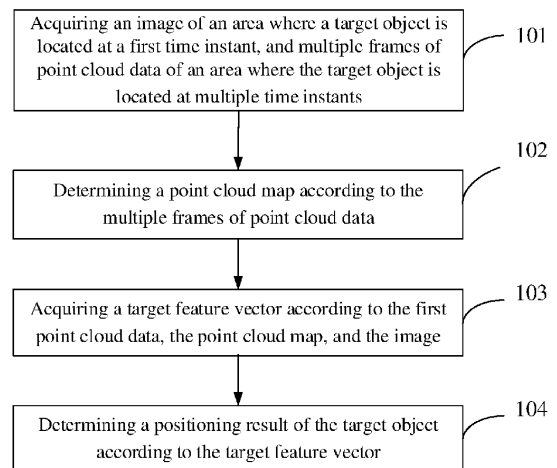 Acquiring an image of an area where a target object is
located at a first time instant, and multiple frames of
point cloud data of an area where the target object is
located at multiple time instants
101
102
Determining a point cloud map according to the
multiple frames of point cloud data
103
Acquiring a target feature vector according to the first
point cloud data, the point cloud map, and the image
104
Determining a positioning result of the target object
according to the target feature vector